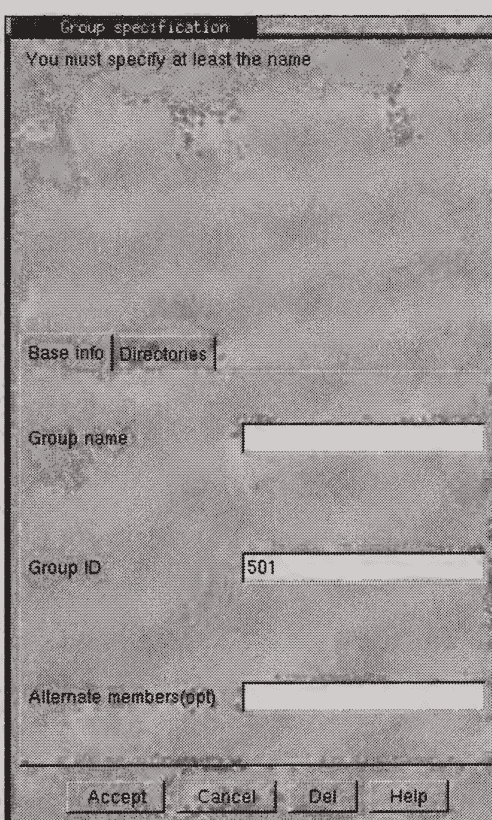 Group specification
You must specify at least the name
Base info Directories
Group name
Group ID 501
Alternate members(opt)
Accept Cancel Del Help